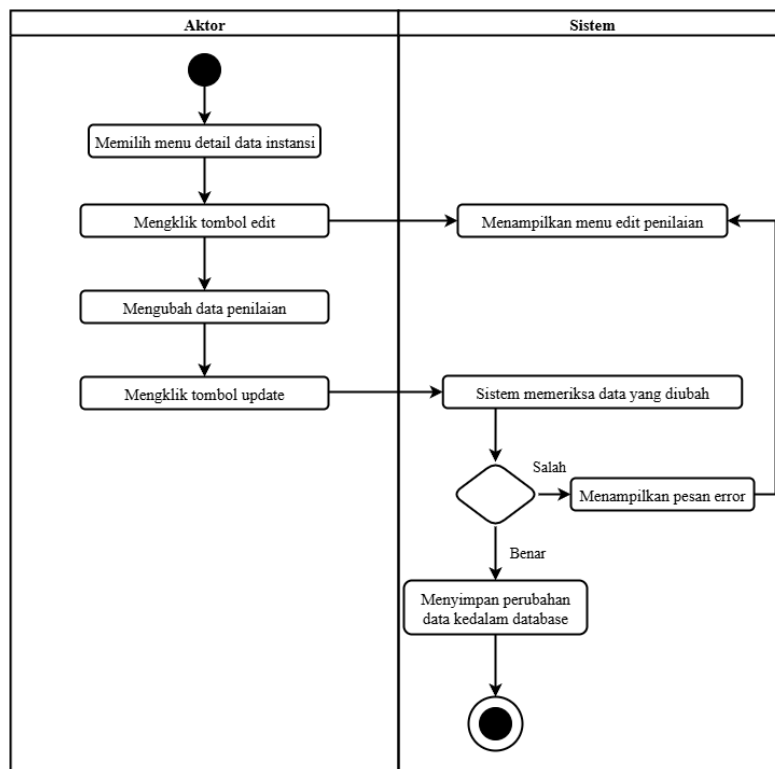 Aktor
Sistem
Memilih menu detail data instansi
Mengklik tombol edit
Menampilkan menu edit penilaian
Mengubah data penilaian
Mengklik tombol update
Sistem memeriksa data yang diubah
Salah
Menampilkan pesan error
Benar
Menyimpan perubahan
data kedalam database